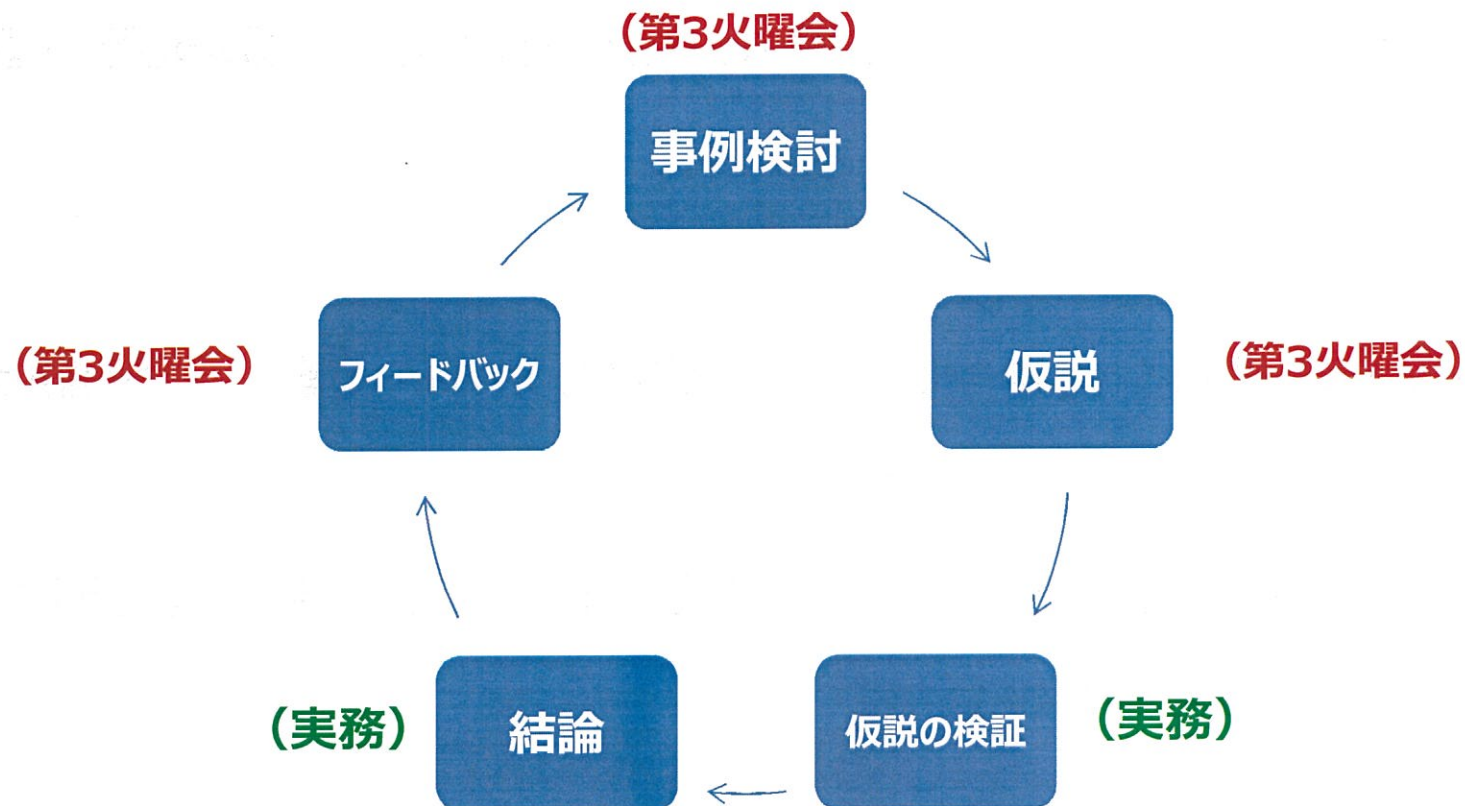 （第3火曜会）
事例検討
仮説
（第3火曜会）
仮説の検証
（実務）
結論
（実務）
フィードバック
（第3火曜会）